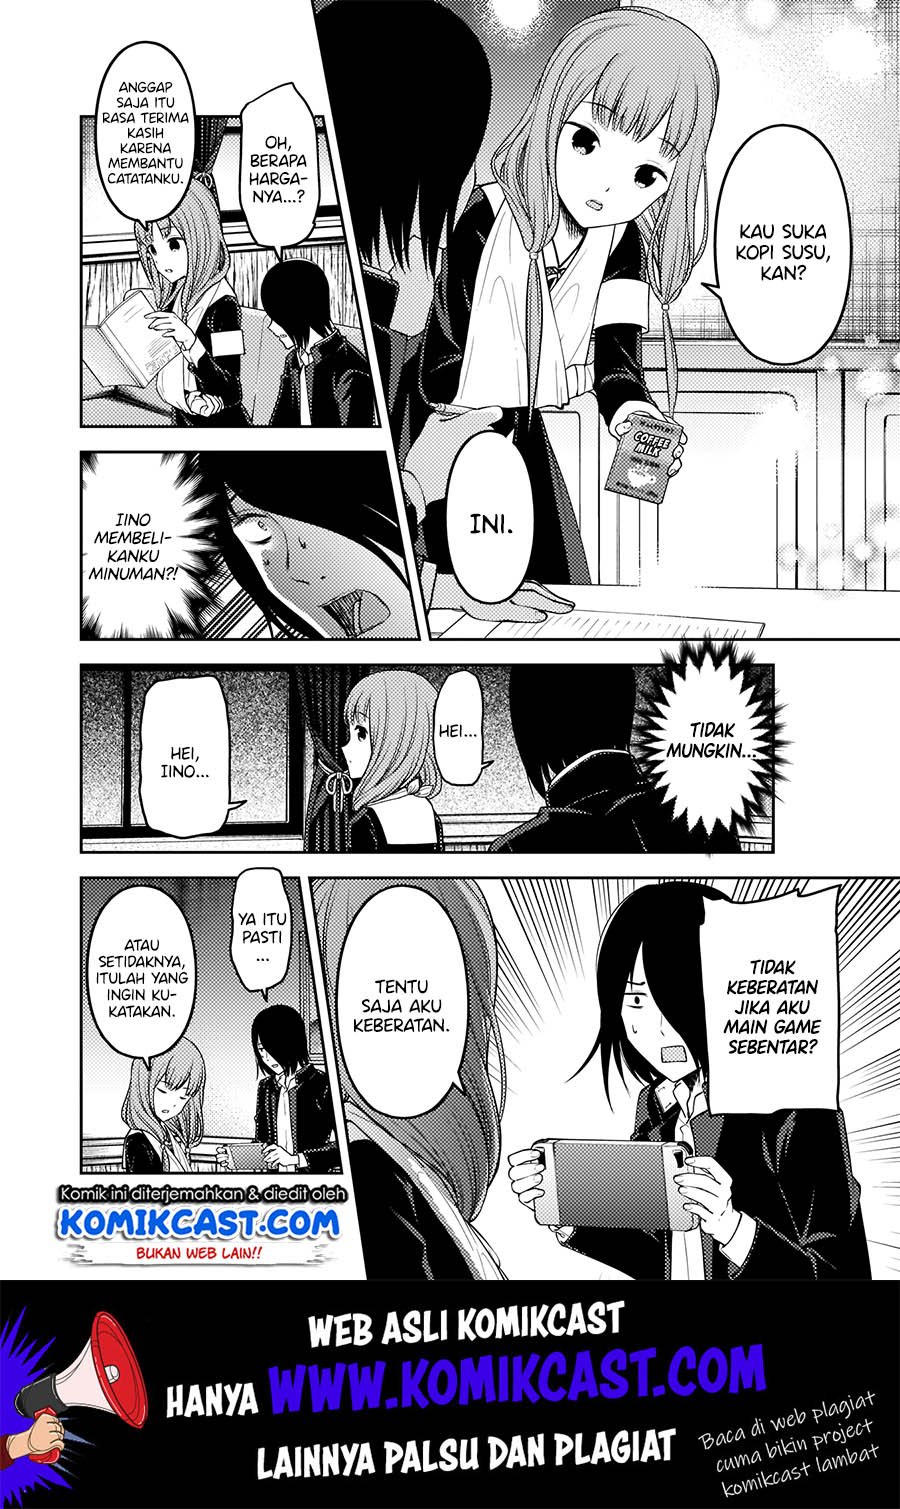 KAU SUKA
KOPI SUSU,
KAN?
COFFEE
MILK
INI.
OH,
BERAPA
HARGA-
NYA...?
ANGGAP
SAJA ITU
RASA TERIMA
KASIH
KARENA
MEMBANTU
CATATANKU.
IINO
MEMBELI-
KANKU
MINUMAN?!
TIDAK
MUNGKIN...
HEI...
HEI,
IINO...
TIDAK
KEBERATAN
JIKA AKU
MAIN GAME
SEBENTAR?
TENTU
SAJA AKU
KEBERATAN.
YA ITU
PASTI
...
ATAU
SETIDAKNYA,
ITULAH YANG
INGIN KU-
KATAKAN.
Komik ini diterjemahkan & diedit oleh
KOMIKCAST.COM
BUKAN WEB LAIN!!
WEB ASLI KOMIKCAST
HANYA WWW.KOMIKCAST.COM
LAINNYA PALSU DAN PLAGIAT
Baca di web plagiat
cuma bikin project
komikcast lambat